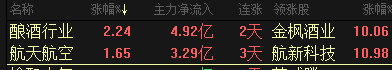 名称 涨幅%↓ 主力净流入 连涨 领涨股 涨幅%
酿酒行业 2.24 4.92亿 2天 金枫酒业 10.06
航天航空 1.65 3.29亿 3天 航新科技 10.98